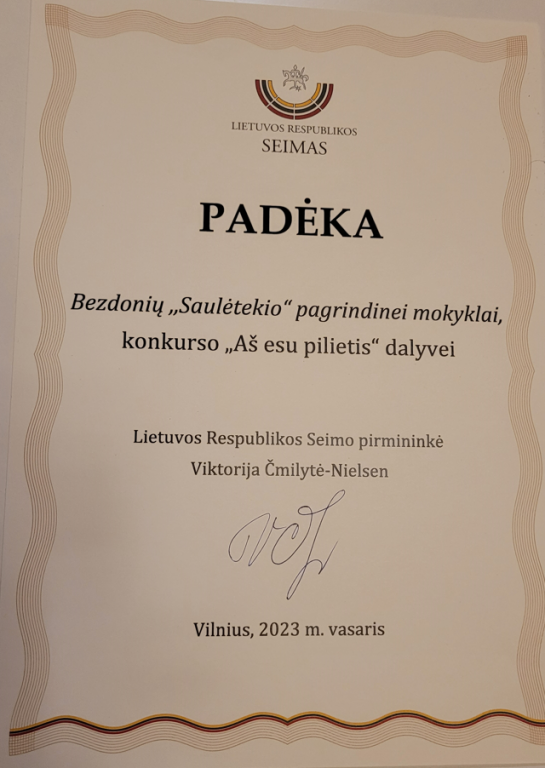 LIETUVOS RESPUBLIKOS
SEIMAS
PADĖKA
Bezdonių „Saulėtekio“ pagrindinei mokyklai,
konkurso „Aš esu pilietis“ dalyvei
Lietuvos Respublikos Seimo pirmininkė
Viktorija Čmilytė-Nielsen
Vilnius, 2023 m. vasaris